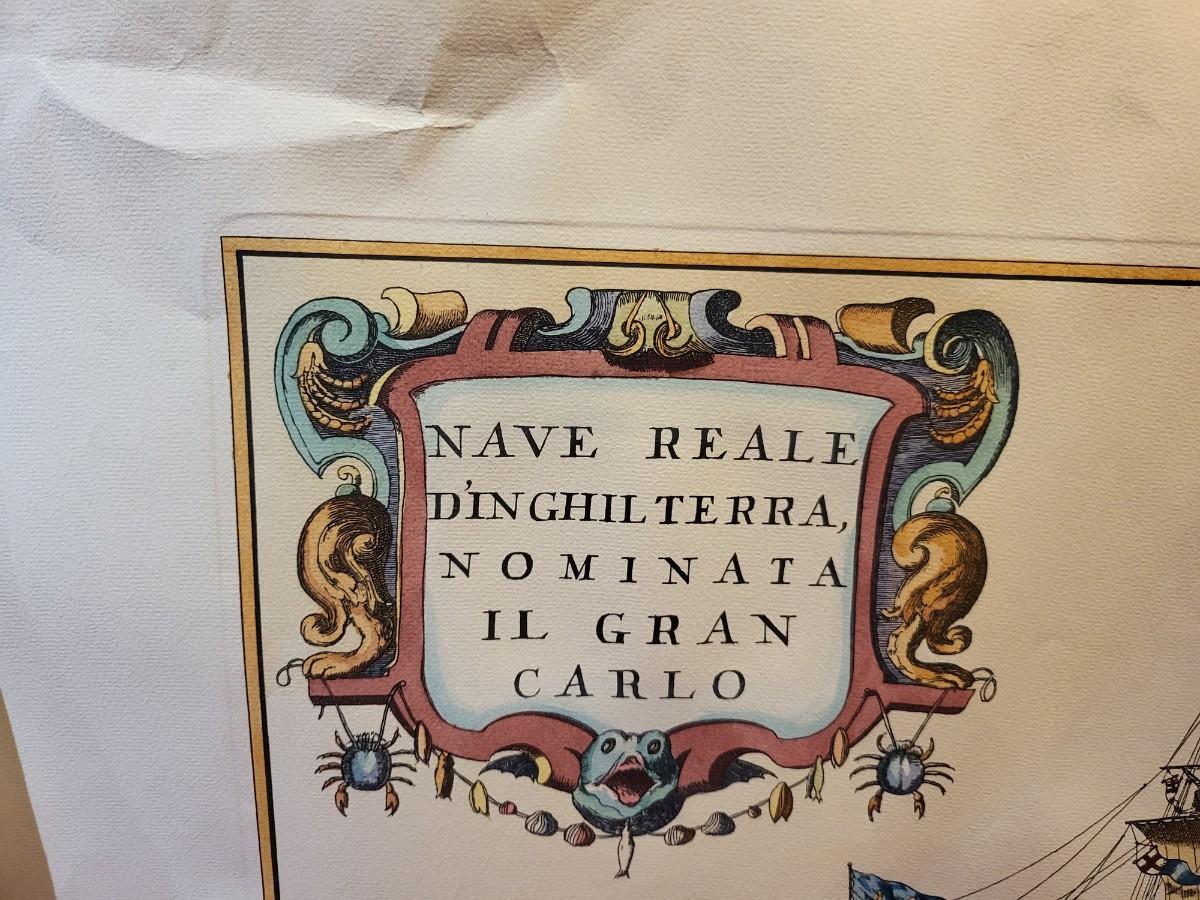 NAVE REALE
D'INGHILTERRA,
NOMINATA
IL GRAN
CARLO